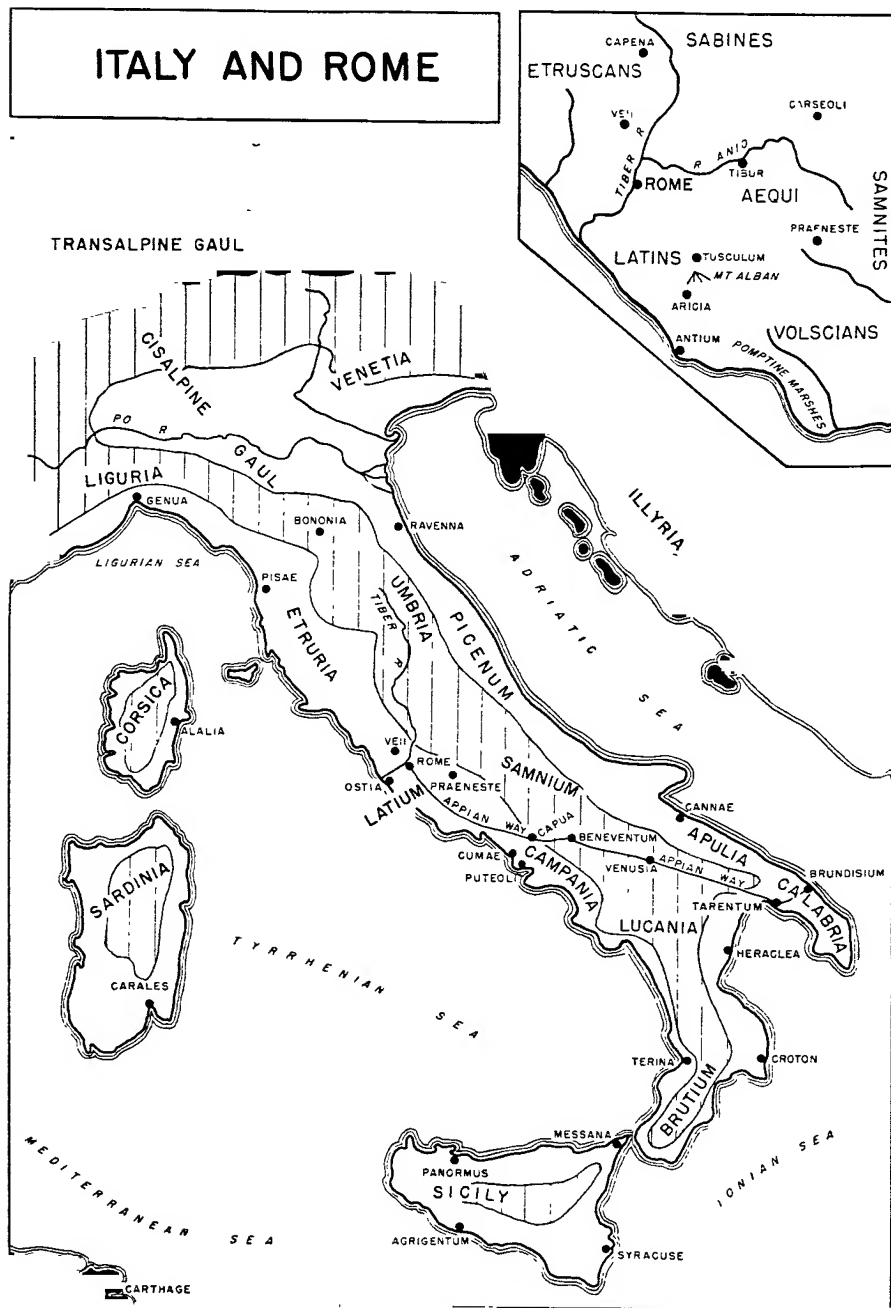 ITALY AND ROME
CAPENA
SABINES
ETRUSCANS
VEII
CARSEOLI
TIBER R
R ANIO
TIBUR
ROME
AEQUI
SAMNITES
PRAENESTE
LATINS
TUSCULUM
MT ALBAN
ARICIA
ANTIUM
VOLSCIANS
POMPTINE MARSHES
TRANSALPINE GAUL
CISALPINE
GAUL
VENETIA
PO R
LIGURIA
GENUA
BONONIA
RAVENNA
ILLYRIA
LIGURIAN SEA
PISAE
UMBRIA
TIBER R
ADRIATIC SEA
ETRURIA
PICENUM
CORSICA
ALALIA
VEII
ROME
OSTIA
PRAENESTE
SAMNIUM
LATIUM
APPIAN WAY
CAPUA
CANNAE
BENEVENTUM
APULIA
CUMAE
PUTEOLI
CAMPANIA
VENUSIA
APPIAN WAY
BRUNDISIUM
CALABRIA
TARENTUM
SARDINIA
LUCANIA
HERACLEA
CARALES
TYRRHENIAN SEA
TERINA
CROTON
BRUTIUM
MESSANA
PANORMUS
SICILY
IONIAN SEA
MEDITERRANEAN SEA
AGRIGENTUM
SYRACUSE
CARTHAGE